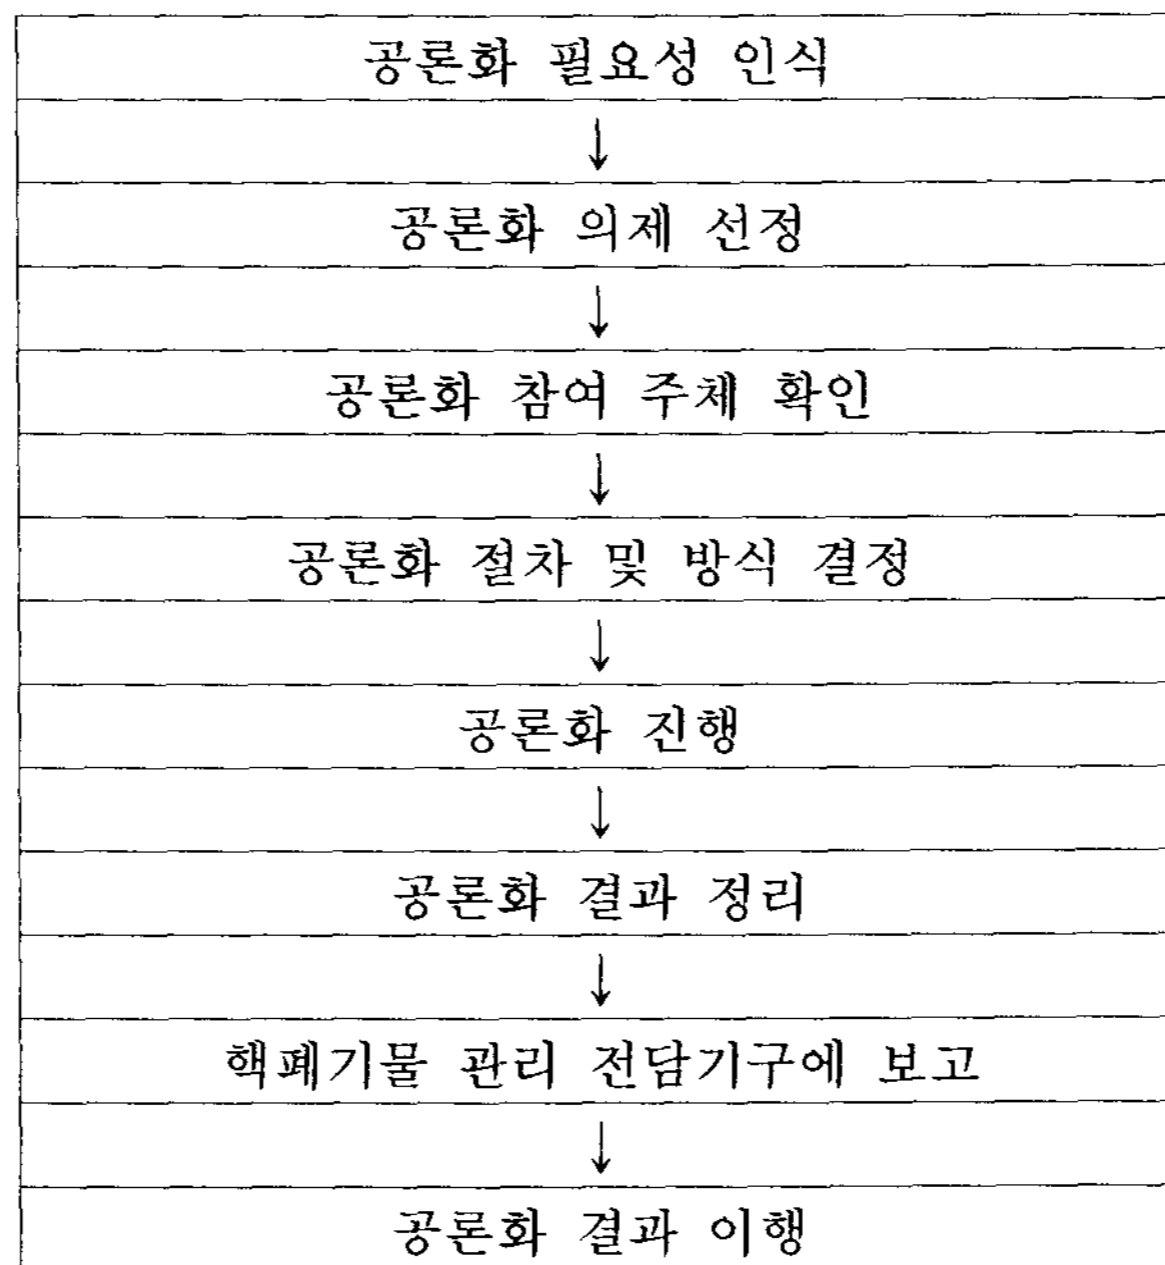 공론화 필요성 인식
↓
공론화 의제 선정
↓
공론화 참여 주체 확인
↓
공론화 절차 및 방식 결정
↓
공론화 진행
↓
공론화 결과 정리
↓
핵폐기물 관리 전담기구에 보고
↓
공론화 결과 이행